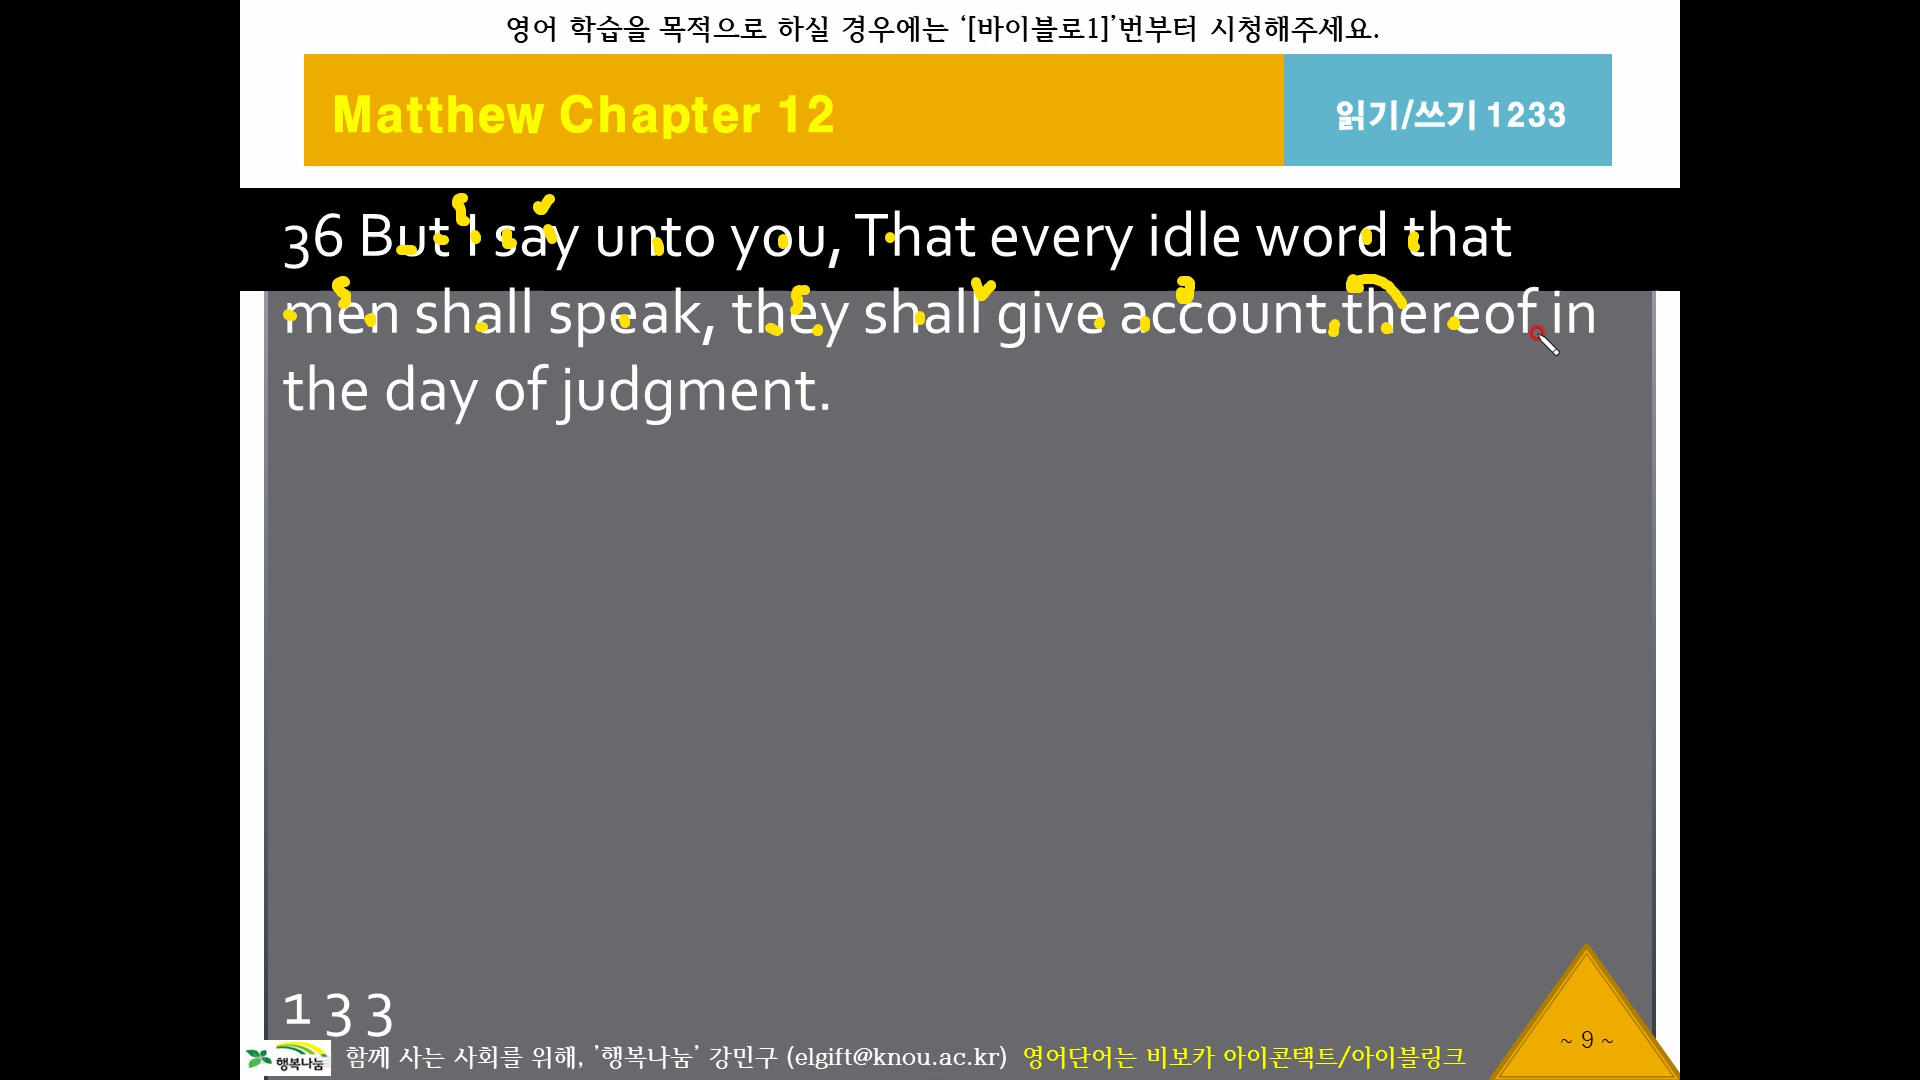 영어 학습을 목적으로 하실 경우에는 ‘[바이블로1]’번부터 시청해주세요.
Matthew Chapter 12
읽기/쓰기 1233
36 But I say unto you, That every idle word that
men shall speak, they shall give account thereof in
the day of judgment.
1 3 3
~ 9 ~
행복나눔 함께 사는 사회를 위해, ’행복나눔’ 강민구 (elgift@knou.ac.kr) 영어단어는 비보카 아이콘택트/아이블링크